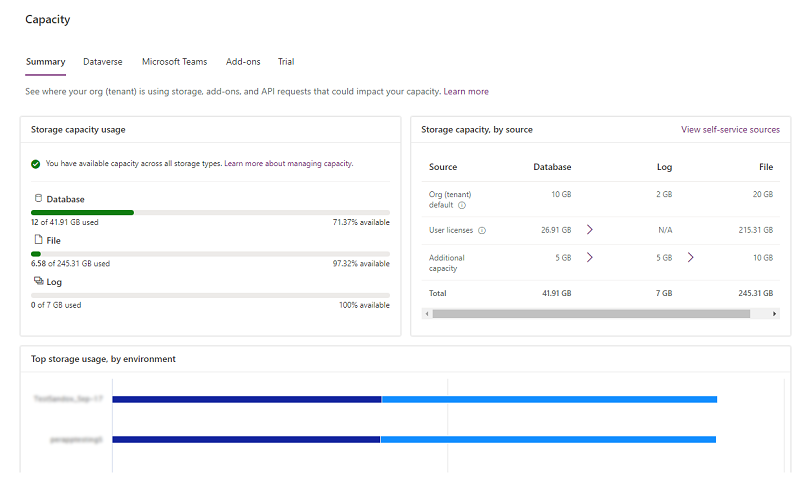 Capacity
Summary Dataverse Microsoft Teams Add-ons Trial
See where your org (tenant) is using storage, add-ons, and API requests that could impact your capacity. Learn more
Storage capacity usage
You have available capacity across all storage types. Learn more about managing capacity.
Database
12 of 41.91 GB used 71.37% available
File
6.58 of 245.31 GB used 97.32% available
Log
0 of 7 GB used 100% available
Storage capacity, by source View self-service sources
Source Database Log File
Org (tenant) 10 GB 2 GB 20 GB
default
User licenses 26.91 GB N/A 215.31 GB
Additional 5 GB 5 GB 10 GB
capacity
Total 41.91 GB 7 GB 245.31 GB
Top storage usage, by environment